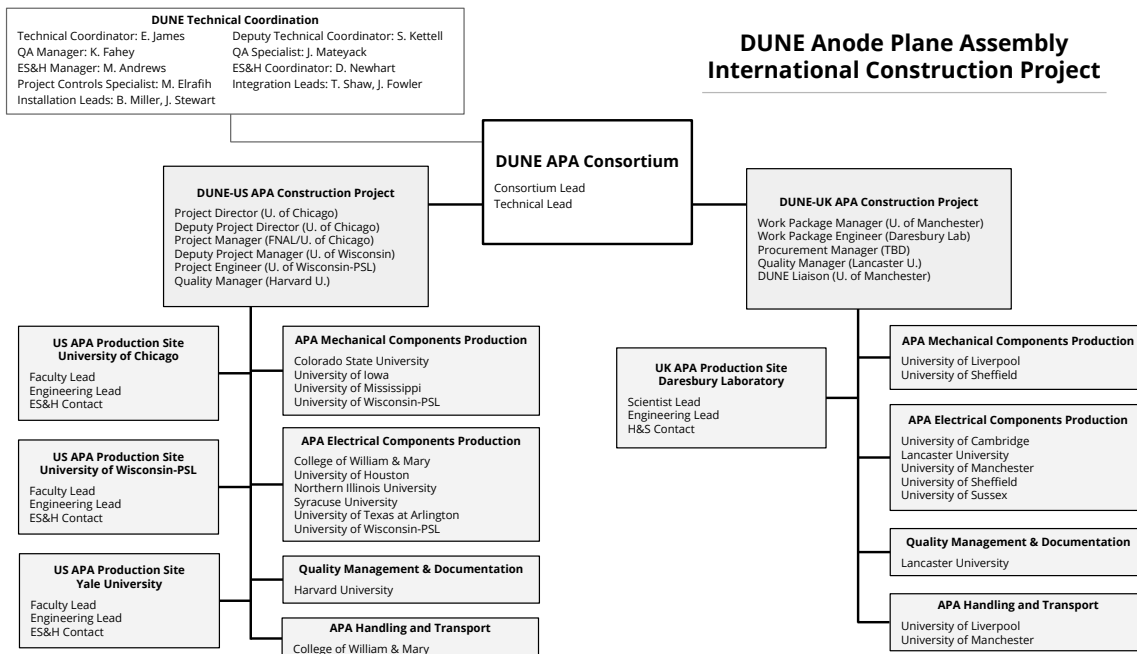 DUNE Technical Coordination
Technical Coordinator: E. James
Deputy Technical Coordinator: S. Kettell
QA Manager: K. Fahey
QA Specialist: J. Mateyack
ES&H Manager: M. Andrews
ES&H Coordinator: D. Newhart
Project Controls Specialist: M. Elrafih
Integration Leads: T. Shaw, J. Fowler
Installation Leads: B. Miller, J. Stewart
DUNE Anode Plane Assembly
International Construction Project
DUNE APA Consortium
Consortium Lead
Technical Lead
DUNE-US APA Construction Project
Project Director (U. of Chicago)
Deputy Project Director (U. of Chicago)
Project Manager (FNAL/U. of Chicago)
Deputy Project Manager (U. of Wisconsin)
Project Engineer (U. of Wisconsin-PSL)
Quality Manager (Harvard U.)
DUNE-UK APA Construction Project
Work Package Manager (U. of Manchester)
Work Package Engineer (Daresbury Lab)
Procurement Manager (TBD)
Quality Manager (Lancaster U.)
DUNE Liaison (U. of Manchester)
US APA Production Site
University of Chicago
Faculty Lead
Engineering Lead
ES&H Contact
US APA Production Site
University of Wisconsin-PSL
Faculty Lead
Engineering Lead
ES&H Contact
US APA Production Site
Yale University
Faculty Lead
Engineering Lead
ES&H Contact
APA Mechanical Components Production
Colorado State University
University of Iowa
University of Mississippi
University of Wisconsin-PSL
APA Electrical Components Production
College of William & Mary
University of Houston
Northern Illinois University
Syracuse University
University of Texas at Arlington
University of Wisconsin-PSL
Quality Management & Documentation
Harvard University
APA Handling and Transport
College of William & Mary
UK APA Production Site
Daresbury Laboratory
Scientist Lead
Engineering Lead
H&S Contact
APA Mechanical Components Production
University of Liverpool
University of Sheffield
APA Electrical Components Production
University of Cambridge
Lancaster University
University of Manchester
University of Sheffield
University of Sussex
Quality Management & Documentation
Lancaster University
APA Handling and Transport
University of Liverpool
University of Manchester